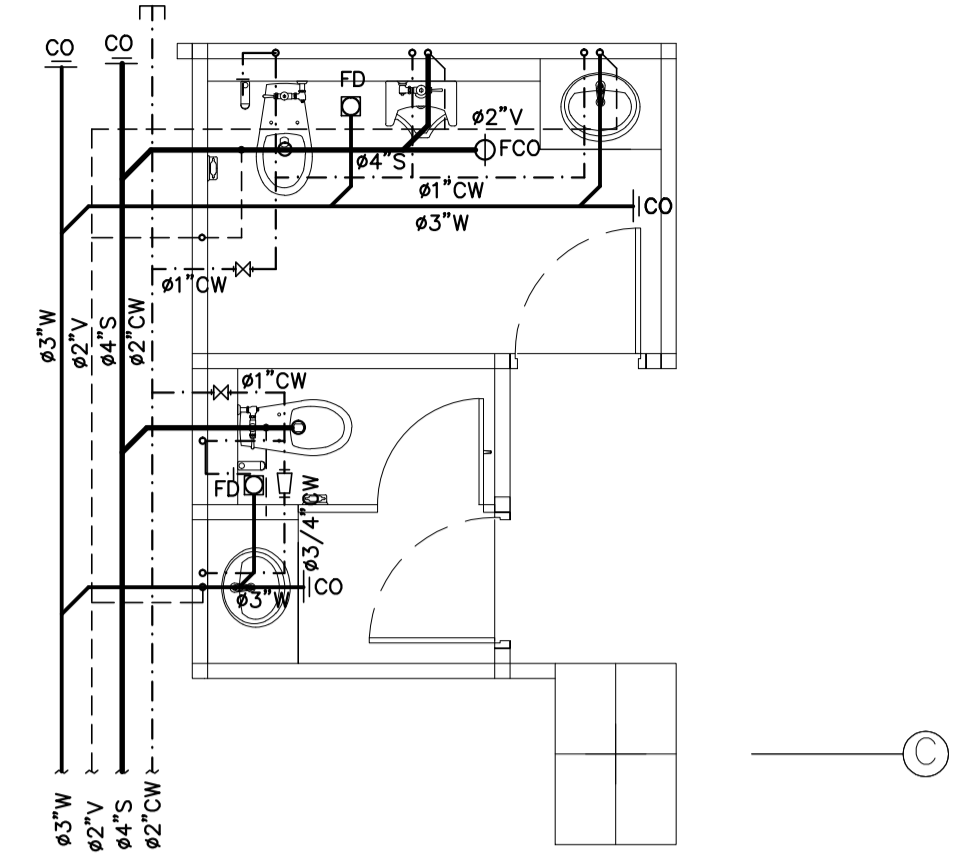 CO
CO
FD
ø2"V
ø4"S
FCO
ø1"CW
ø3"W
CO
ø1"CW
ø3"W
ø2"V
ø4"S
ø2"CW
ø1"CW
FD
ø3/4"CW
CO
ø3"W
C
ø3"W
ø2"V
ø4"S
ø2"CW